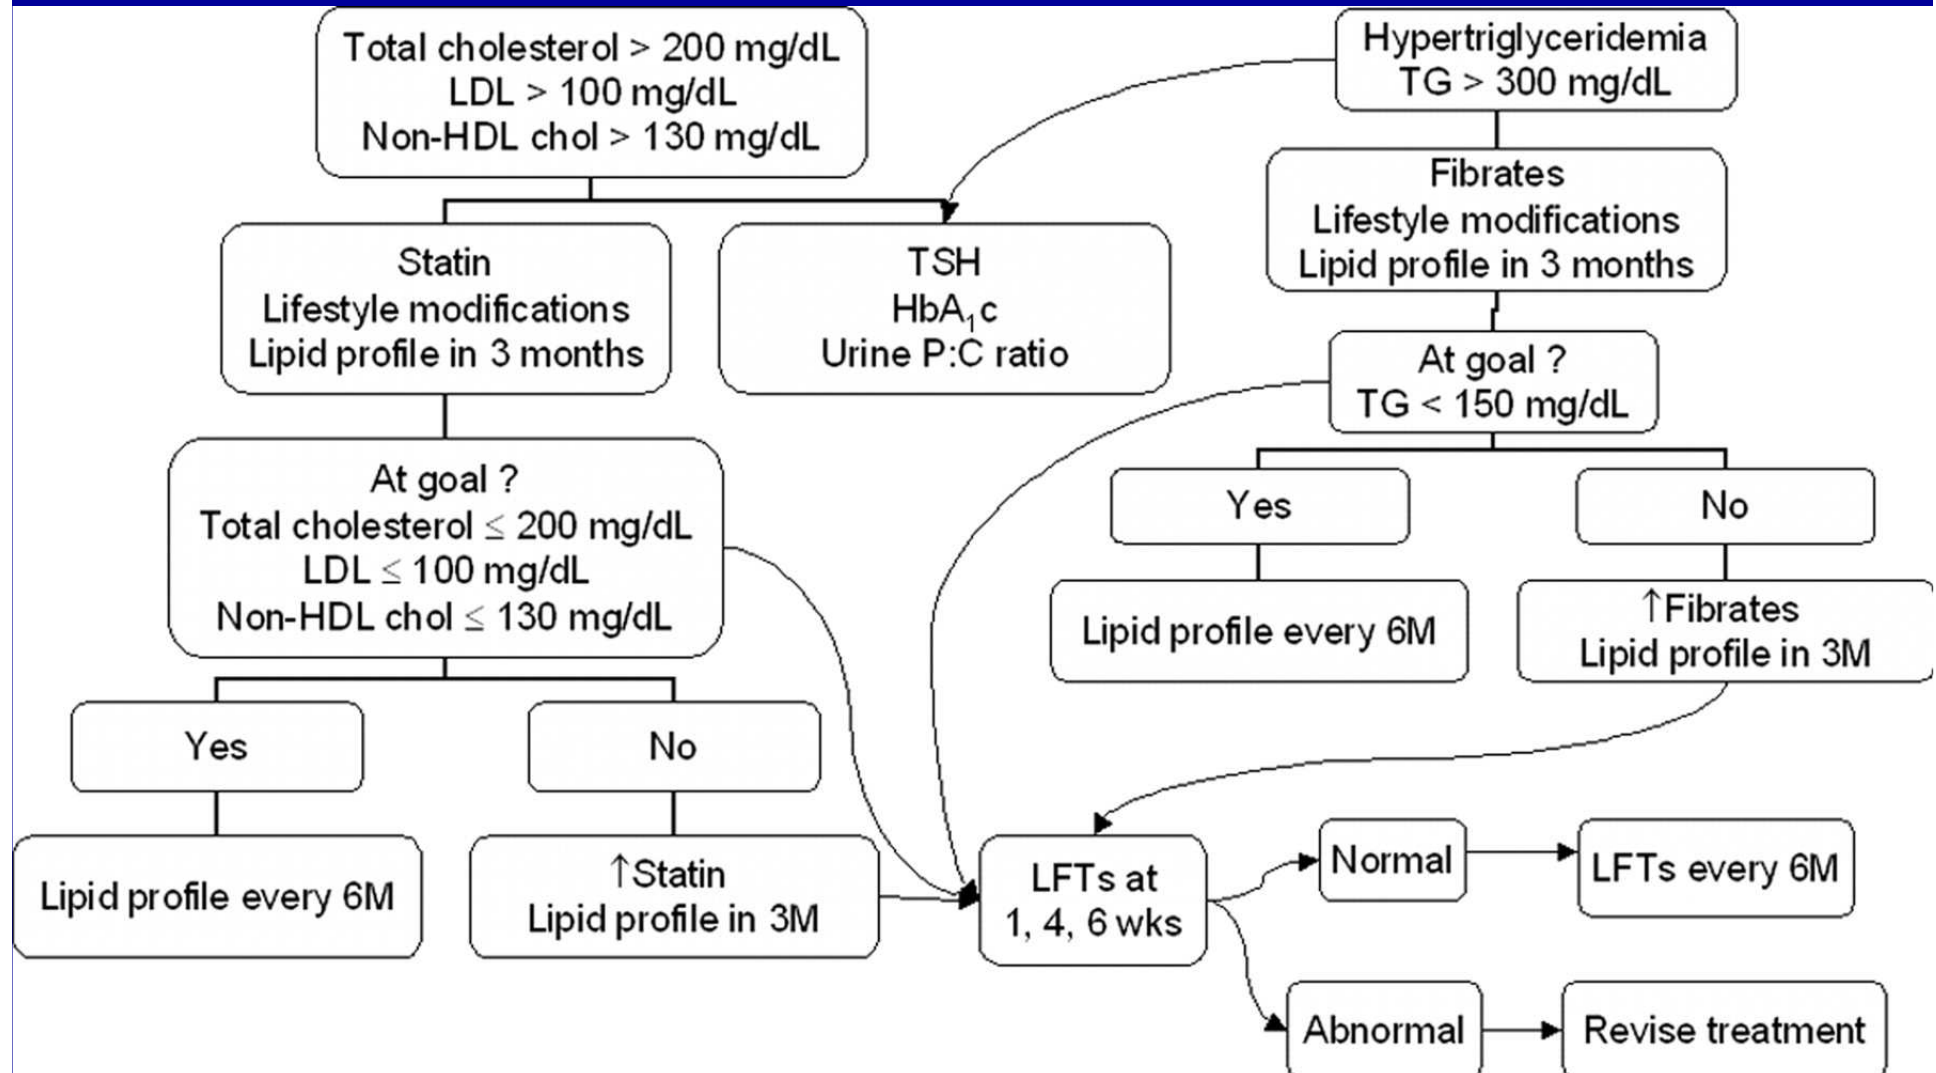 Total cholesterol > 200 mg/dL
LDL > 100 mg/dL
Non-HDL chol > 130 mg/dL
Hypertriglyceridemia
TG > 300 mg/dL
Statin
Lifestyle modifications
Lipid profile in 3 months
TSH
HbA₁c
Urine P:C ratio
Fibrates
Lifestyle modifications
Lipid profile in 3 months
At goal ?
TG < 150 mg/dL
At goal ?
Total cholesterol ≤ 200 mg/dL
LDL ≤ 100 mg/dL
Non-HDL chol ≤ 130 mg/dL
Yes
No
Lipid profile every 6M
↑Fibrates
Lipid profile in 3M
Yes
No
Lipid profile every 6M
↑Statin
Lipid profile in 3M
LFTs at
1, 4, 6 wks
Normal
LFTs every 6M
Abnormal
Revise treatment